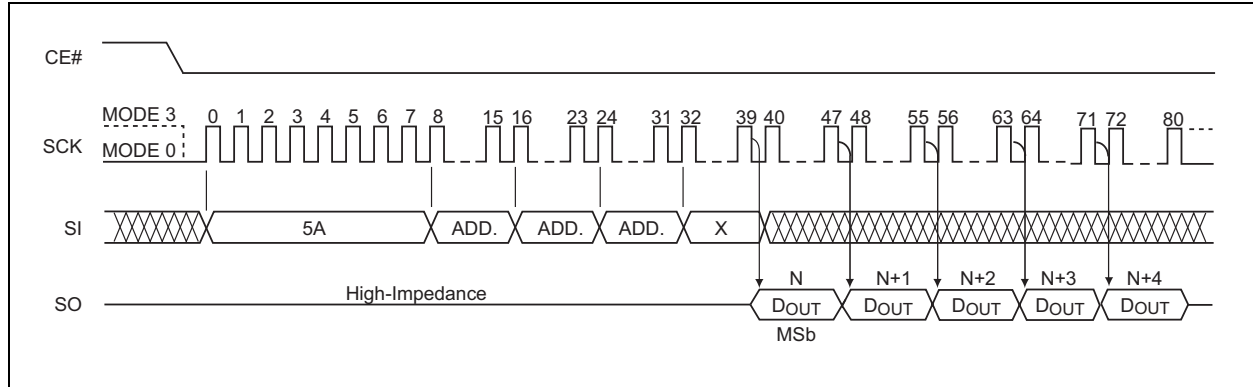 CE#
MODE 3 0 1 2 3 4 5 6 7 8 15 16 23 24 31 32 39 40 47 48 55 56 63 64 71 72 80
SCK MODE 0
SI 5A ADD. ADD. ADD. X
N N+1 N+2 N+3 N+4
SO High-Impedance DOUT DOUT DOUT DOUT DOUT
MSb